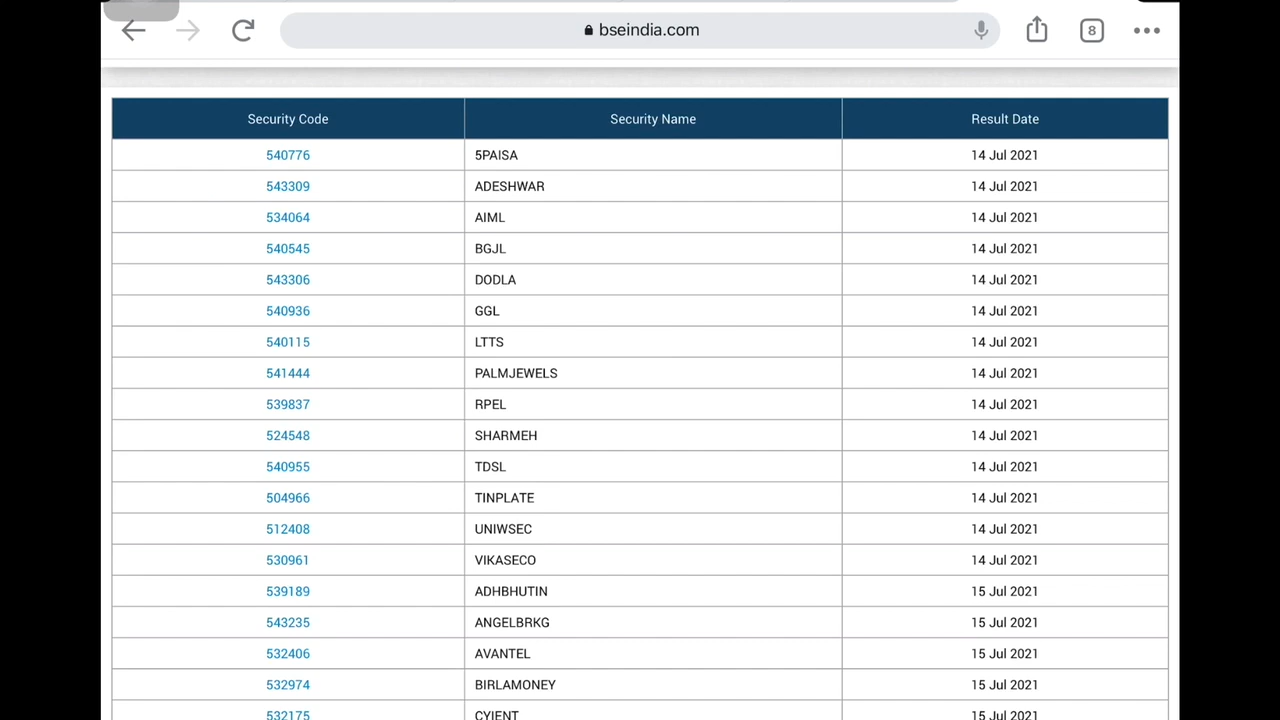 bseindia.com 8
Security Code Security Name Result Date
540776 5PAISA 14 Jul 2021
543309 ADESHWAR 14 Jul 2021
534064 AIML 14 Jul 2021
540545 BGJL 14 Jul 2021
543306 DODLA 14 Jul 2021
540936 GGL 14 Jul 2021
540115 LTTS 14 Jul 2021
541444 PALMJEWELS 14 Jul 2021
539837 RPEL 14 Jul 2021
524548 SHARMEH 14 Jul 2021
540955 TDSL 14 Jul 2021
504966 TINPLATE 14 Jul 2021
512408 UNIWSEC 14 Jul 2021
530961 VIKASECO 14 Jul 2021
539189 ADHBHUTIN 15 Jul 2021
543235 ANGELBRKG 15 Jul 2021
532406 AVANTEL 15 Jul 2021
532974 BIRLAMONEY 15 Jul 2021
532175 CYIENT 15 Jul 2021